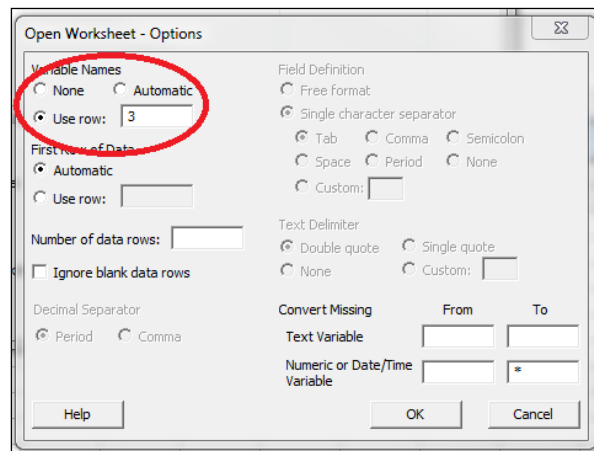 Open Worksheet - Options
Variable Names
None Automatic
Use row: 3
First Row of Data
Automatic
Use row:
Number of data rows:
Ignore blank data rows
Decimal Separator
Period Comma
Field Definition
Free format
Single character separator
Tab Comma Semicolon
Space Period None
Custom:
Text Delimiter
Double quote Single quote
None Custom:
Convert Missing From To
Text Variable
Numeric or Date/Time *
Variable
Help OK Cancel